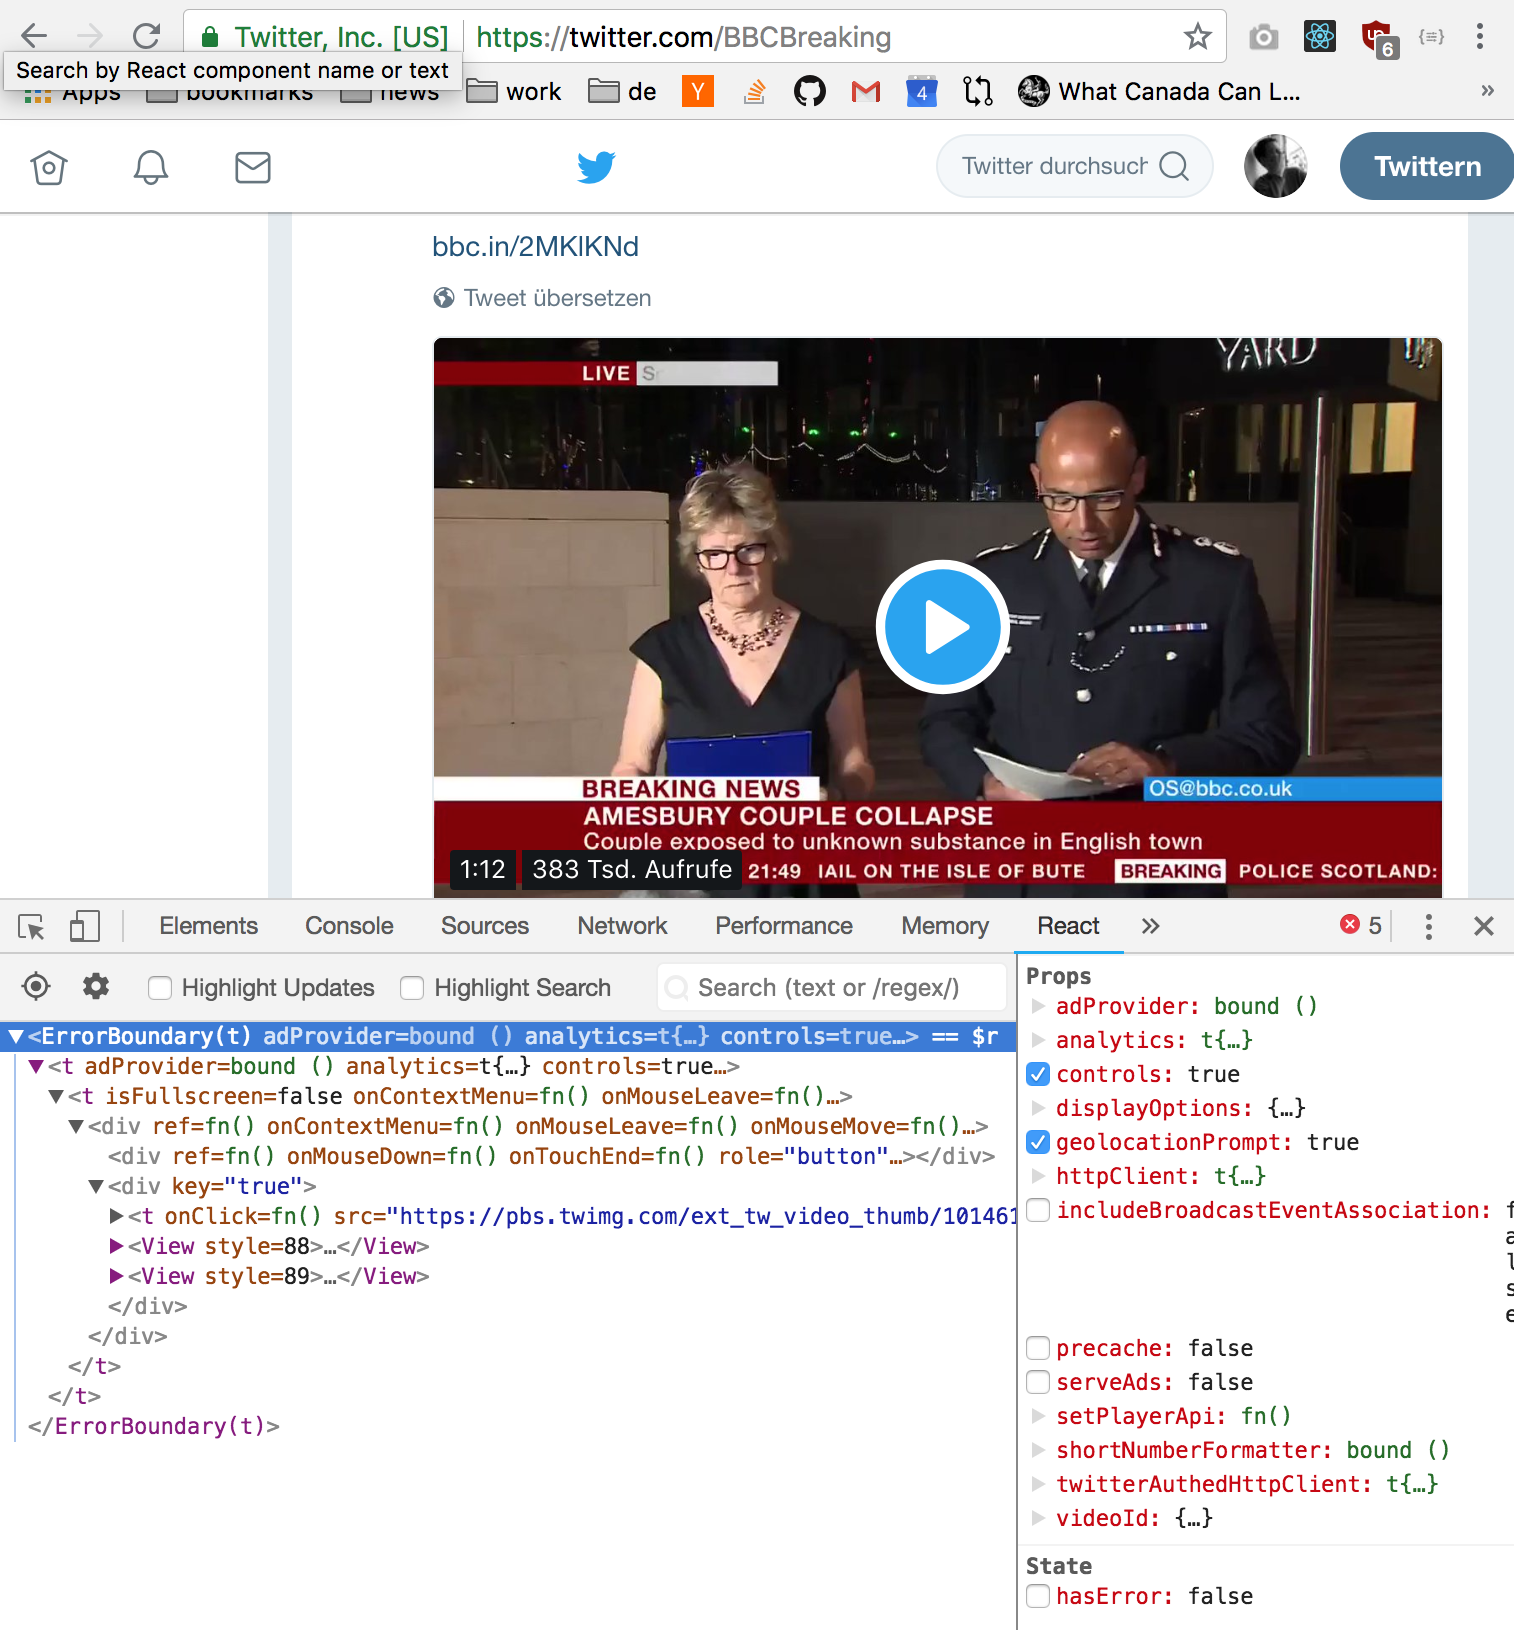 Twitter, Inc. [US] https://twitter.com/BBCBreaking
6
Search by React component name or text
Apps bookmarks news work de Y 4 What Canada Can L... »
Twitter durchsuch Twittern
bbc.in/2MKlKNd
Tweet übersetzen
YARD
LIVE
BREAKING NEWS OS@bbc.co.uk
AMESBURY COUPLE COLLAPSE
Couple exposed to unknown substance in English town
1:12 383 Tsd. Aufrufe 21:49 IAIL ON THE ISLE OF BUTE BREAKING POLICE SCOTLAND:
Elements Console Sources Network Performance Memory React » 5
Highlight Updates Highlight Search Search (text or /regex/)
<ErrorBoundary(t) adProvider=bound () analytics=t{…} controls=true…> == $r
<t adProvider=bound () analytics=t{…} controls=true…>
<t isFullscreen=false onContextMenu=fn() onMouseLeave=fn()…>
<div ref=fn() onContextMenu=fn() onMouseLeave=fn() onMouseMove=fn()…>
<div ref=fn() onMouseDown=fn() onTouchEnd=fn() role="button"…></div>
<div key="true">
<t onClick=fn() src="https://pbs.twimg.com/ext_tw_video_thumb/101461
<View style=88>…</View>
<View style=89>…</View>
</div>
</div>
</t>
</t>
</ErrorBoundary(t)>
Props
adProvider: bound ()
analytics: t{…}
controls: true
displayOptions: {…}
geolocationPrompt: true
httpClient: t{…}
includeBroadcastEventAssociation: false
precache: false
serveAds: false
setPlayerApi: fn()
shortNumberFormatter: bound ()
twitterAuthedHttpClient: t{…}
videoId: {…}
State
hasError: false